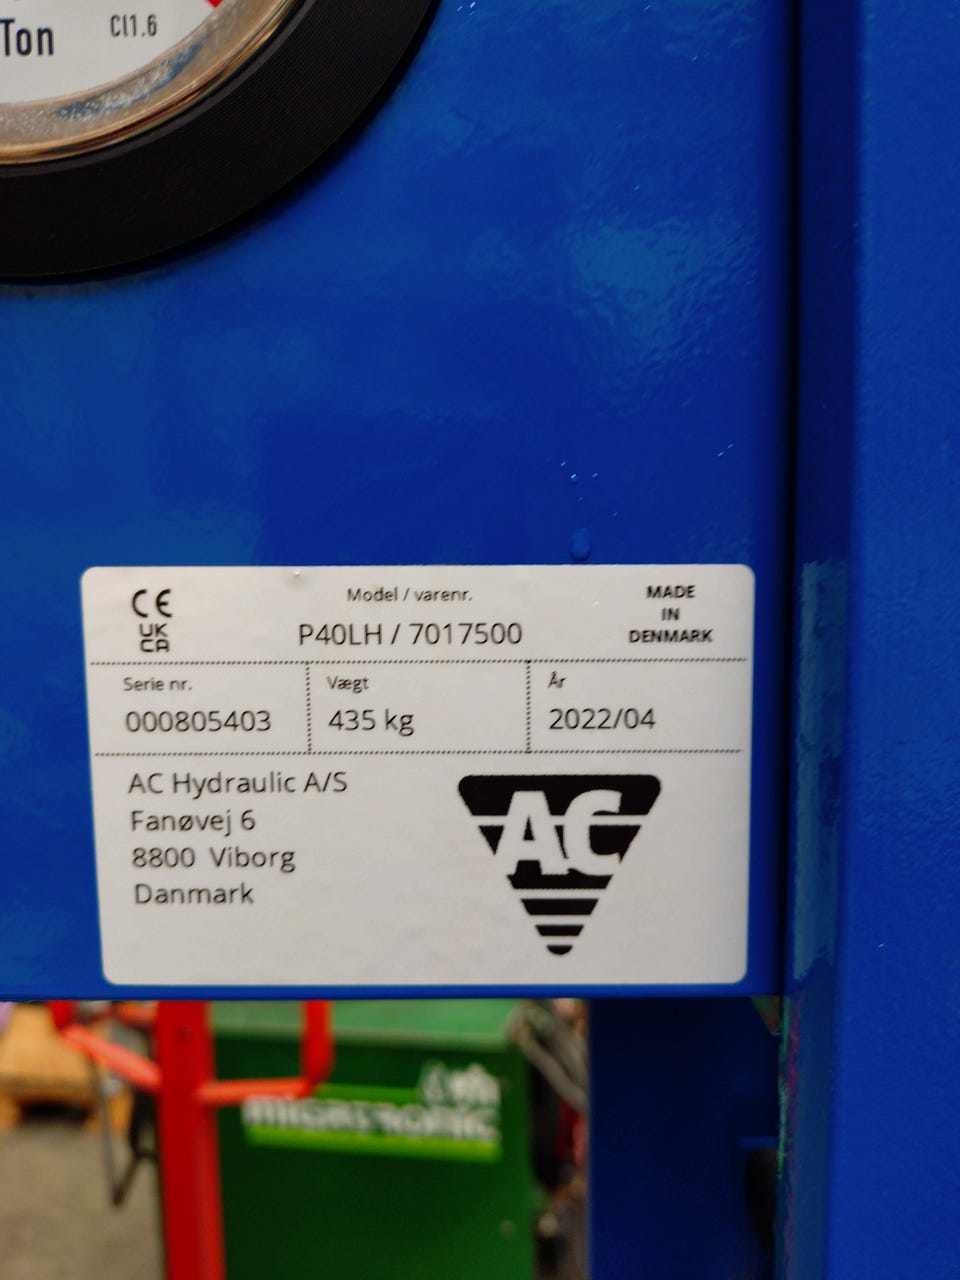 Ton
Cl1.6
CE
UK
CA
Model / varenr.
P40LH / 7017500
MADE
IN
DENMARK
Serie nr.
000805403
Vægt
435 kg
År
2022/04
AC Hydraulic A/S
Fanøvej 6
8800 Viborg
Danmark
AC
migatronic